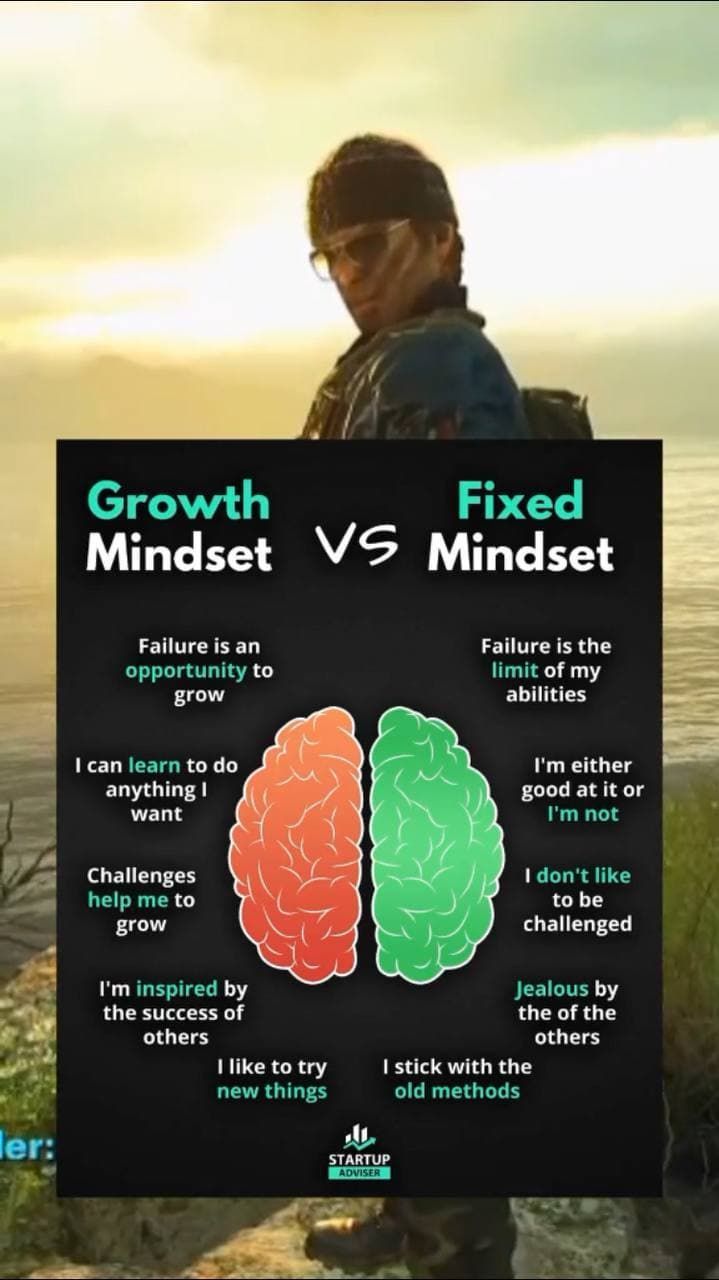 Growth
Mindset
VS
Fixed
Mindset
Failure is an
opportunity to
grow
Failure is the
limit of my
abilities
I can learn to do
anything I
want
I'm either
good at it or
I'm not
Challenges
help me to
grow
I don't like
to be
challenged
I'm inspired by
the success of
others
Jealous by
the of the
others
I like to try
new things
I stick with the
old methods
ler:
STARTUP
ADVISER